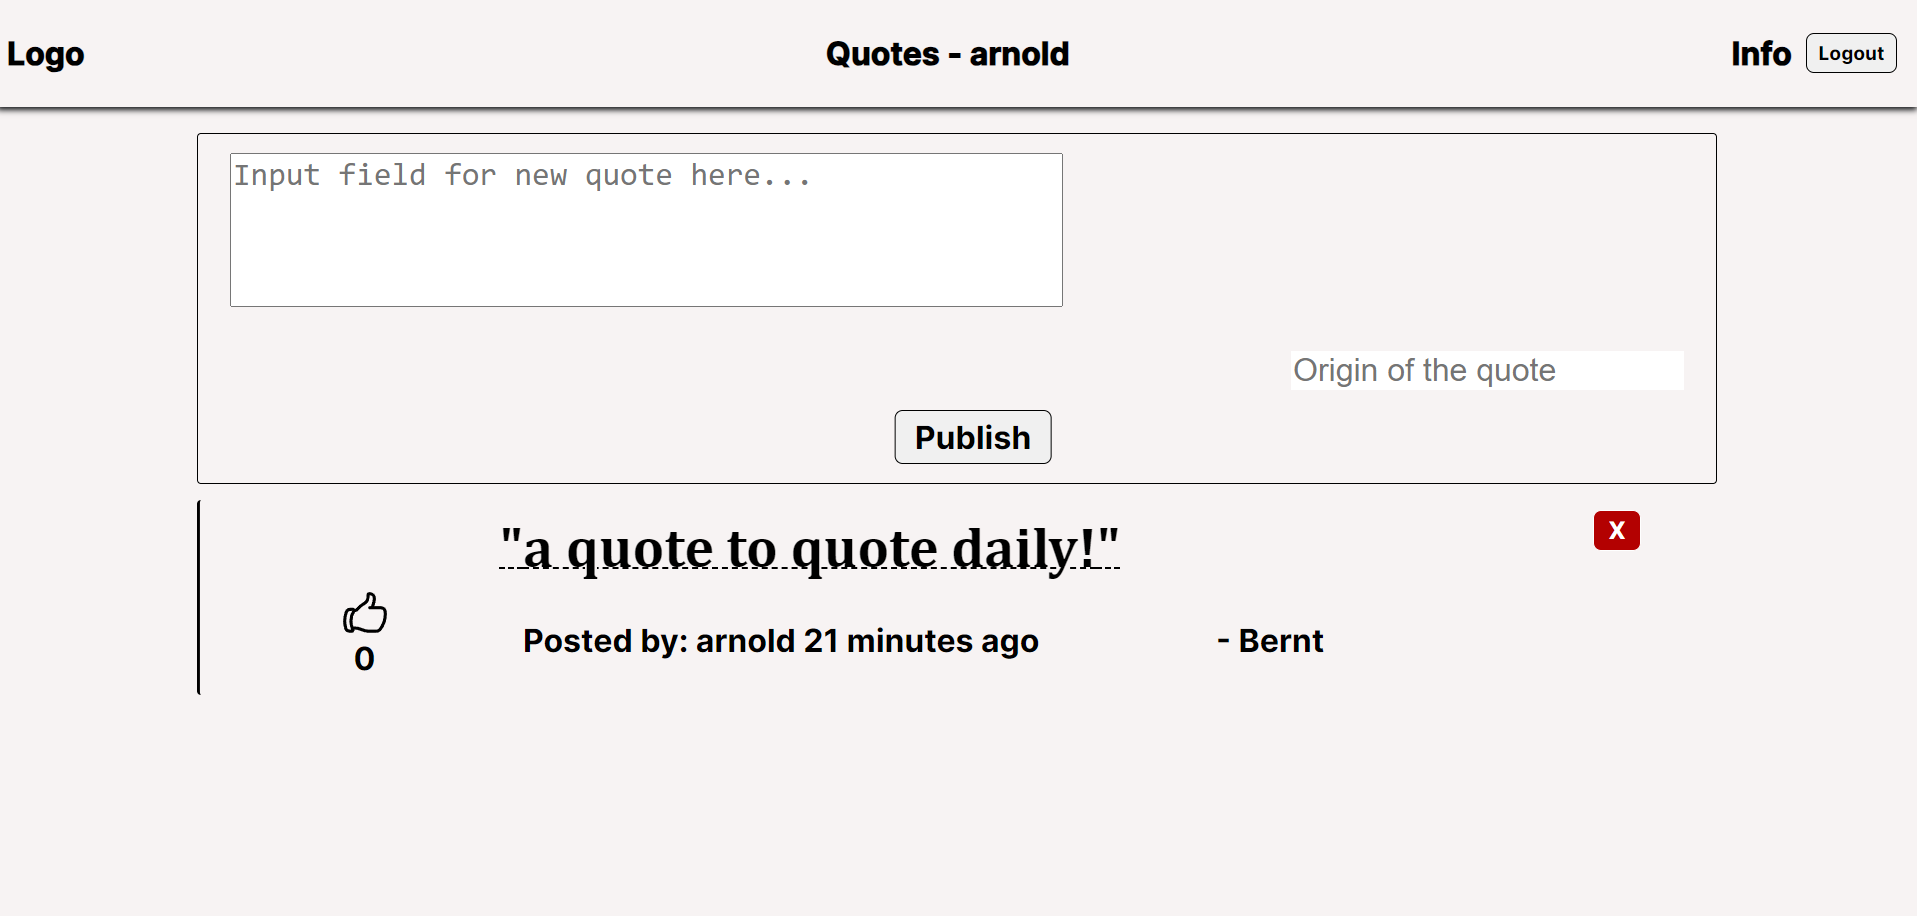 Logo
Quotes - arnold
Info
Logout
Input field for new quote here...
Origin of the quote
Publish
"a quote to quote daily!"
X
0
Posted by: arnold 21 minutes ago
- Bernt